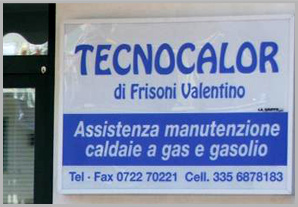 TECNOCALOR
di Frisoni Valentino
Assistenza manutenzione
caldaie a gas e gasolio
Tel - Fax 0722 70221 Cell. 335 6878183